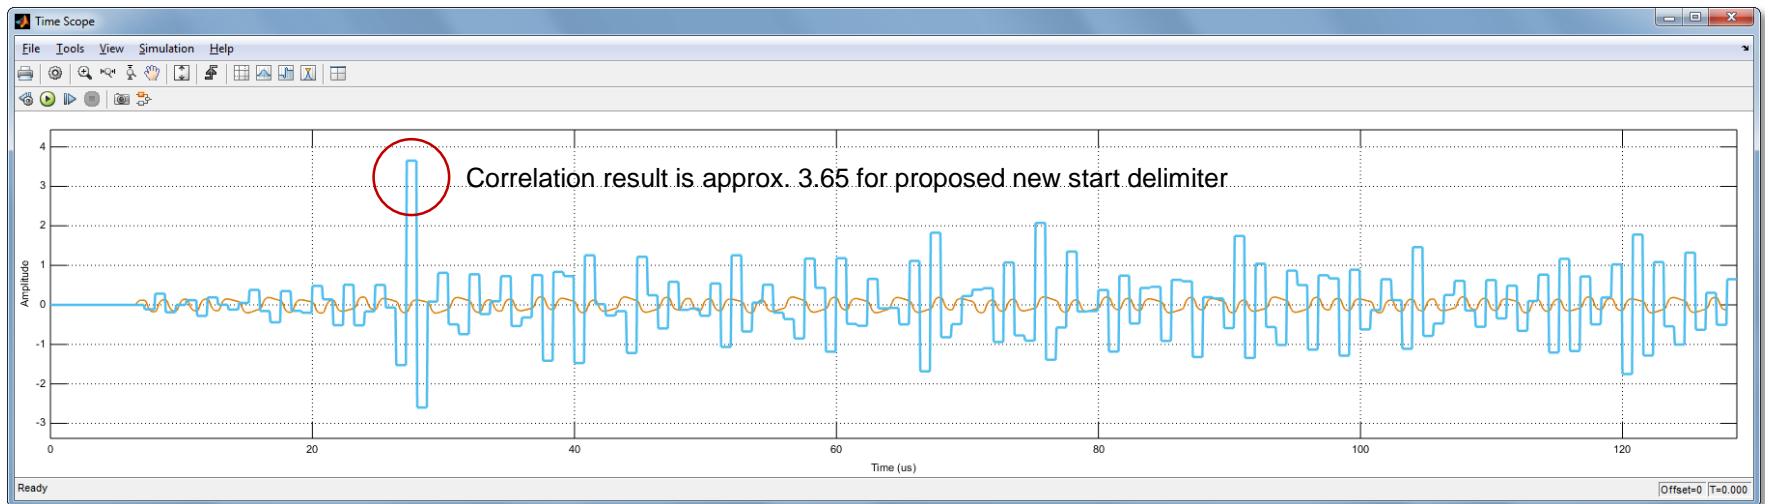 Time Scope
File Tools View Simulation Help
4
3
2
1
0
-1
-2
-3
Amplitude
Correlation result is approx. 3.65 for proposed new start delimiter
0 20 40 60 80 100 120
Time (us)
Ready
Offset=0 T=0.000